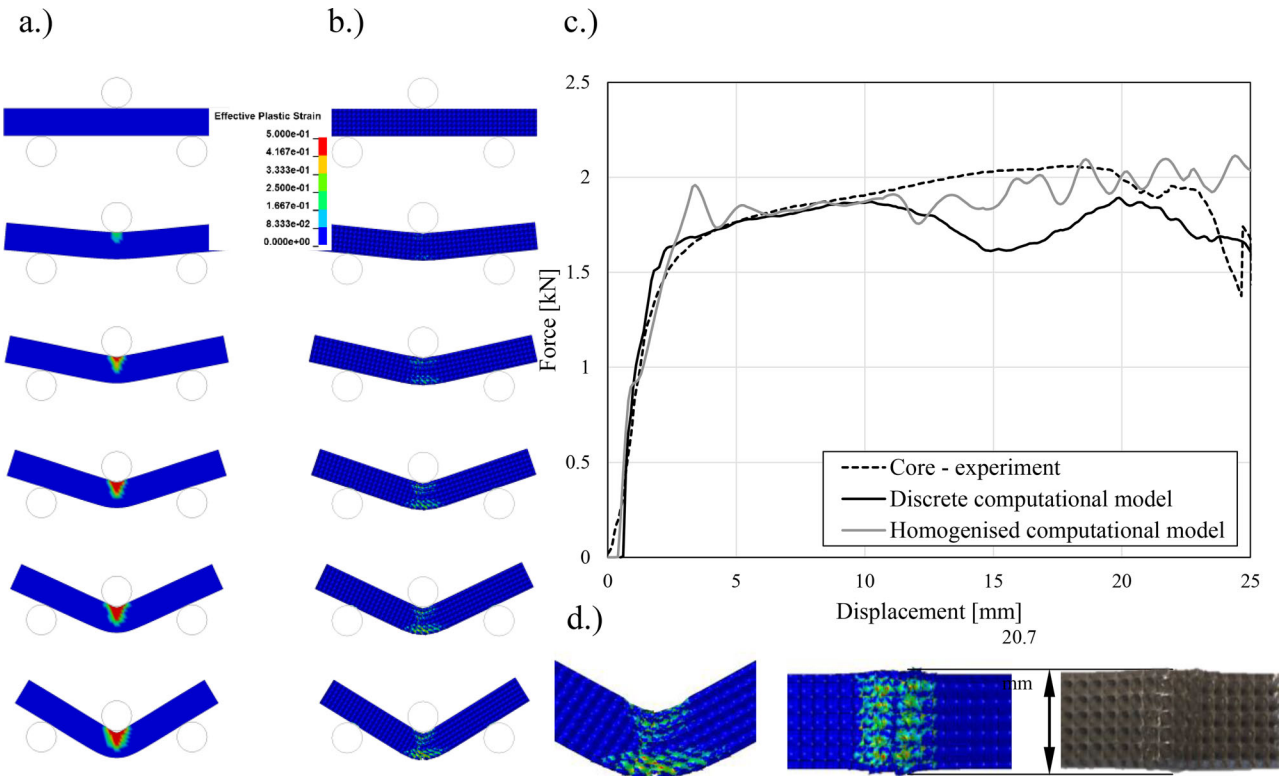 a.)
b.)
c.)
Effective Plastic Strain
5.000e-01
4.167e-01
3.333e-01
2.500e-01
1.667e-01
8.333e-02
0.000e+00
2.5
2
1.5
1
0.5
0
Force [kN]
0
5
10
15
20
25
Displacement [mm]
Core - experiment
Discrete computational model
Homogenised computational model
d.)
20.7
mm